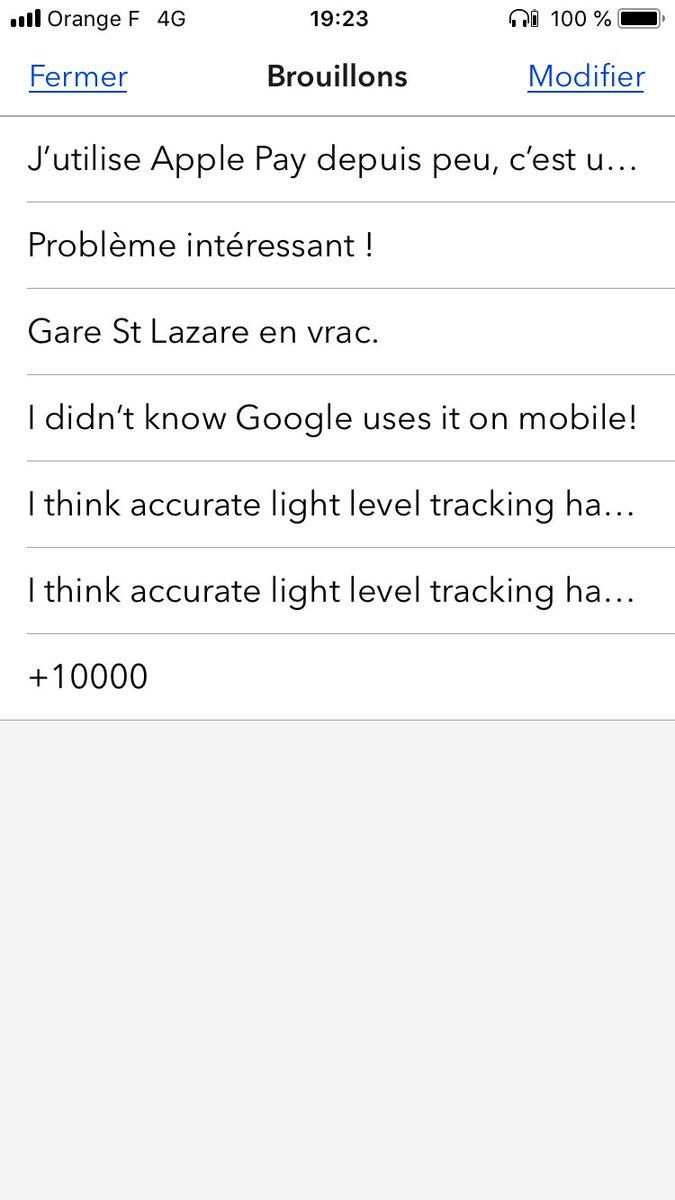 Orange F 4G 19:23 100 %
Fermer Brouillons Modifier
J’utilise Apple Pay depuis peu, c’est u…
Problème intéressant !
Gare St Lazare en vrac.
I didn’t know Google uses it on mobile!
I think accurate light level tracking ha…
I think accurate light level tracking ha…
+10000